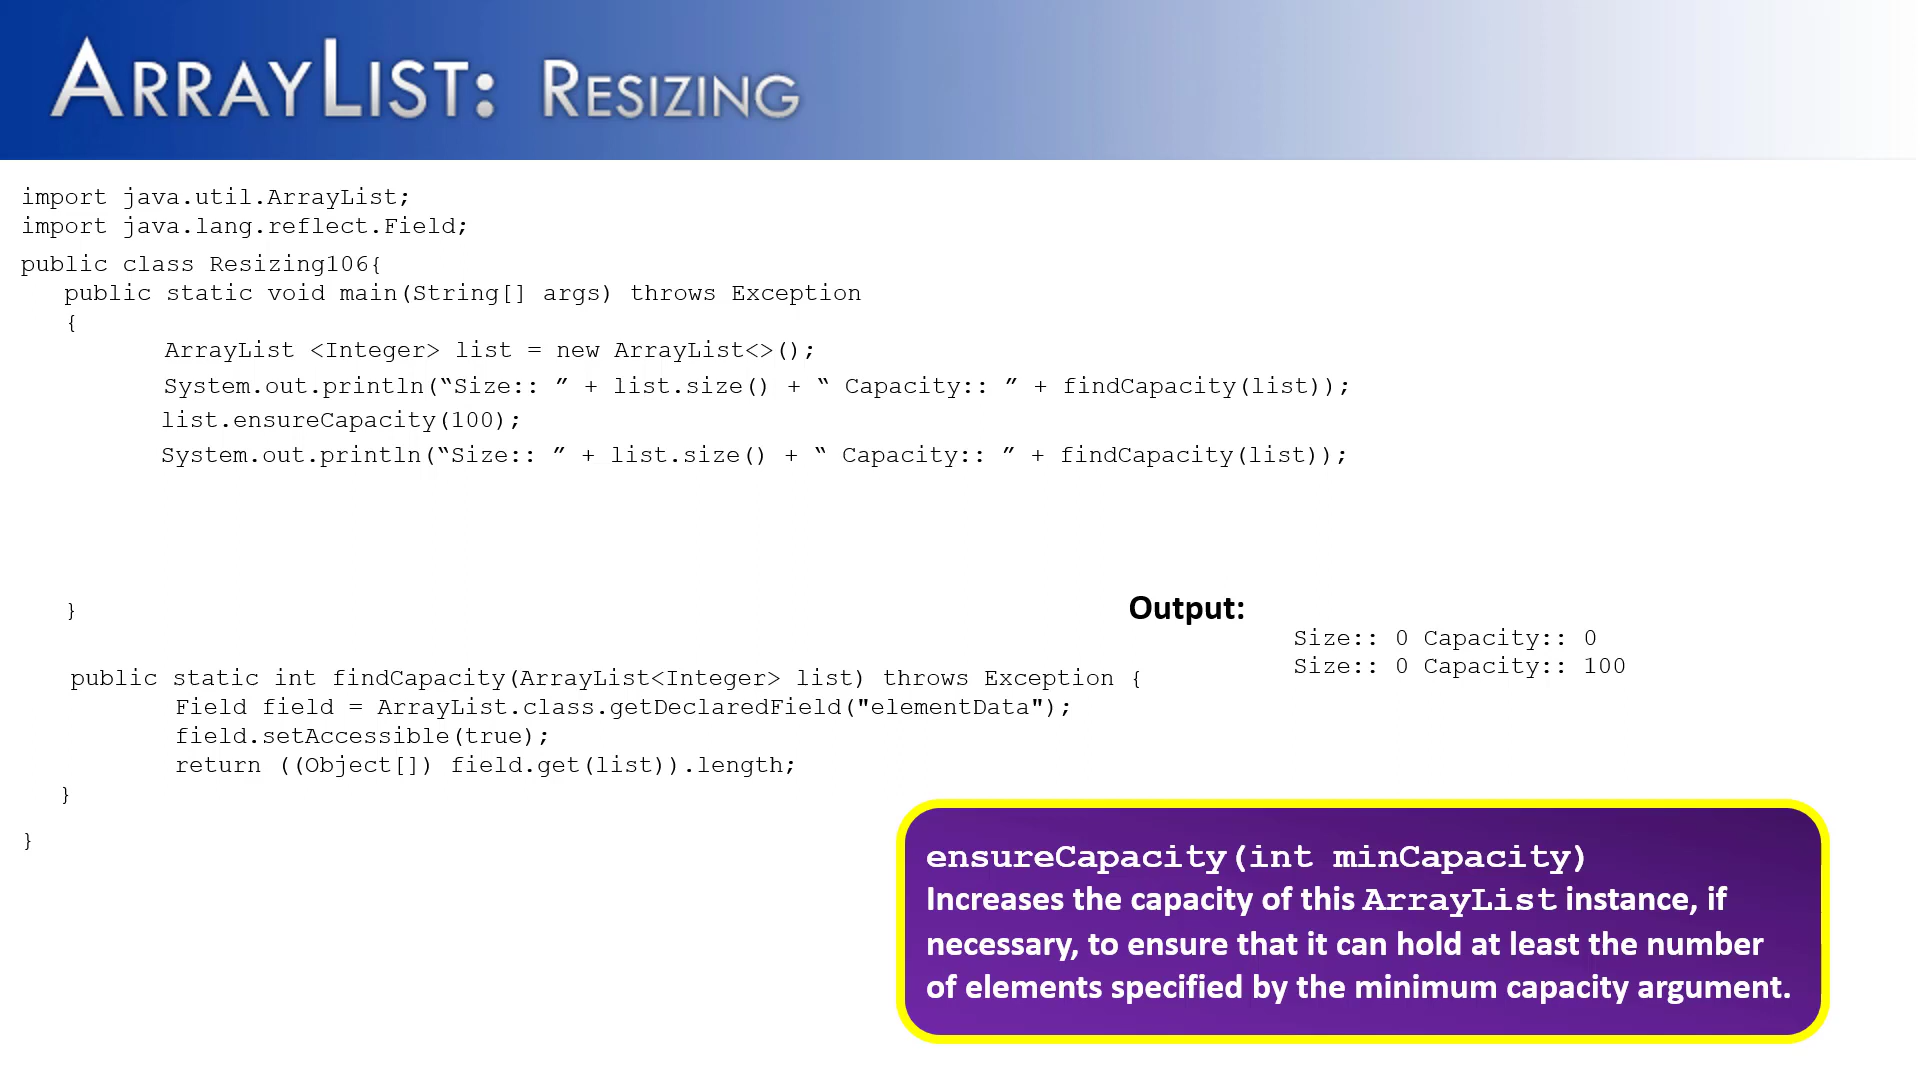 ARRAYLIST: RESIZING
import java.util.ArrayList;
import java.lang.reflect.Field;
public class Resizing106{
public static void main(String[] args) throws Exception
{
ArrayList <Integer> list = new ArrayList<>();
System.out.println(“Size:: ” + list.size() + “ Capacity:: ” + findCapacity(list));
list.ensureCapacity(100);
System.out.println(“Size:: ” + list.size() + “ Capacity:: ” + findCapacity(list));
}
public static int findCapacity(ArrayList<Integer> list) throws Exception {
Field field = ArrayList.class.getDeclaredField("elementData");
field.setAccessible(true);
return ((Object[]) field.get(list)).length;
}
}
Output:
Size:: 0 Capacity:: 0
Size:: 0 Capacity:: 100
ensureCapacity(int minCapacity)
Increases the capacity of this ArrayList instance, if
necessary, to ensure that it can hold at least the number
of elements specified by the minimum capacity argument.